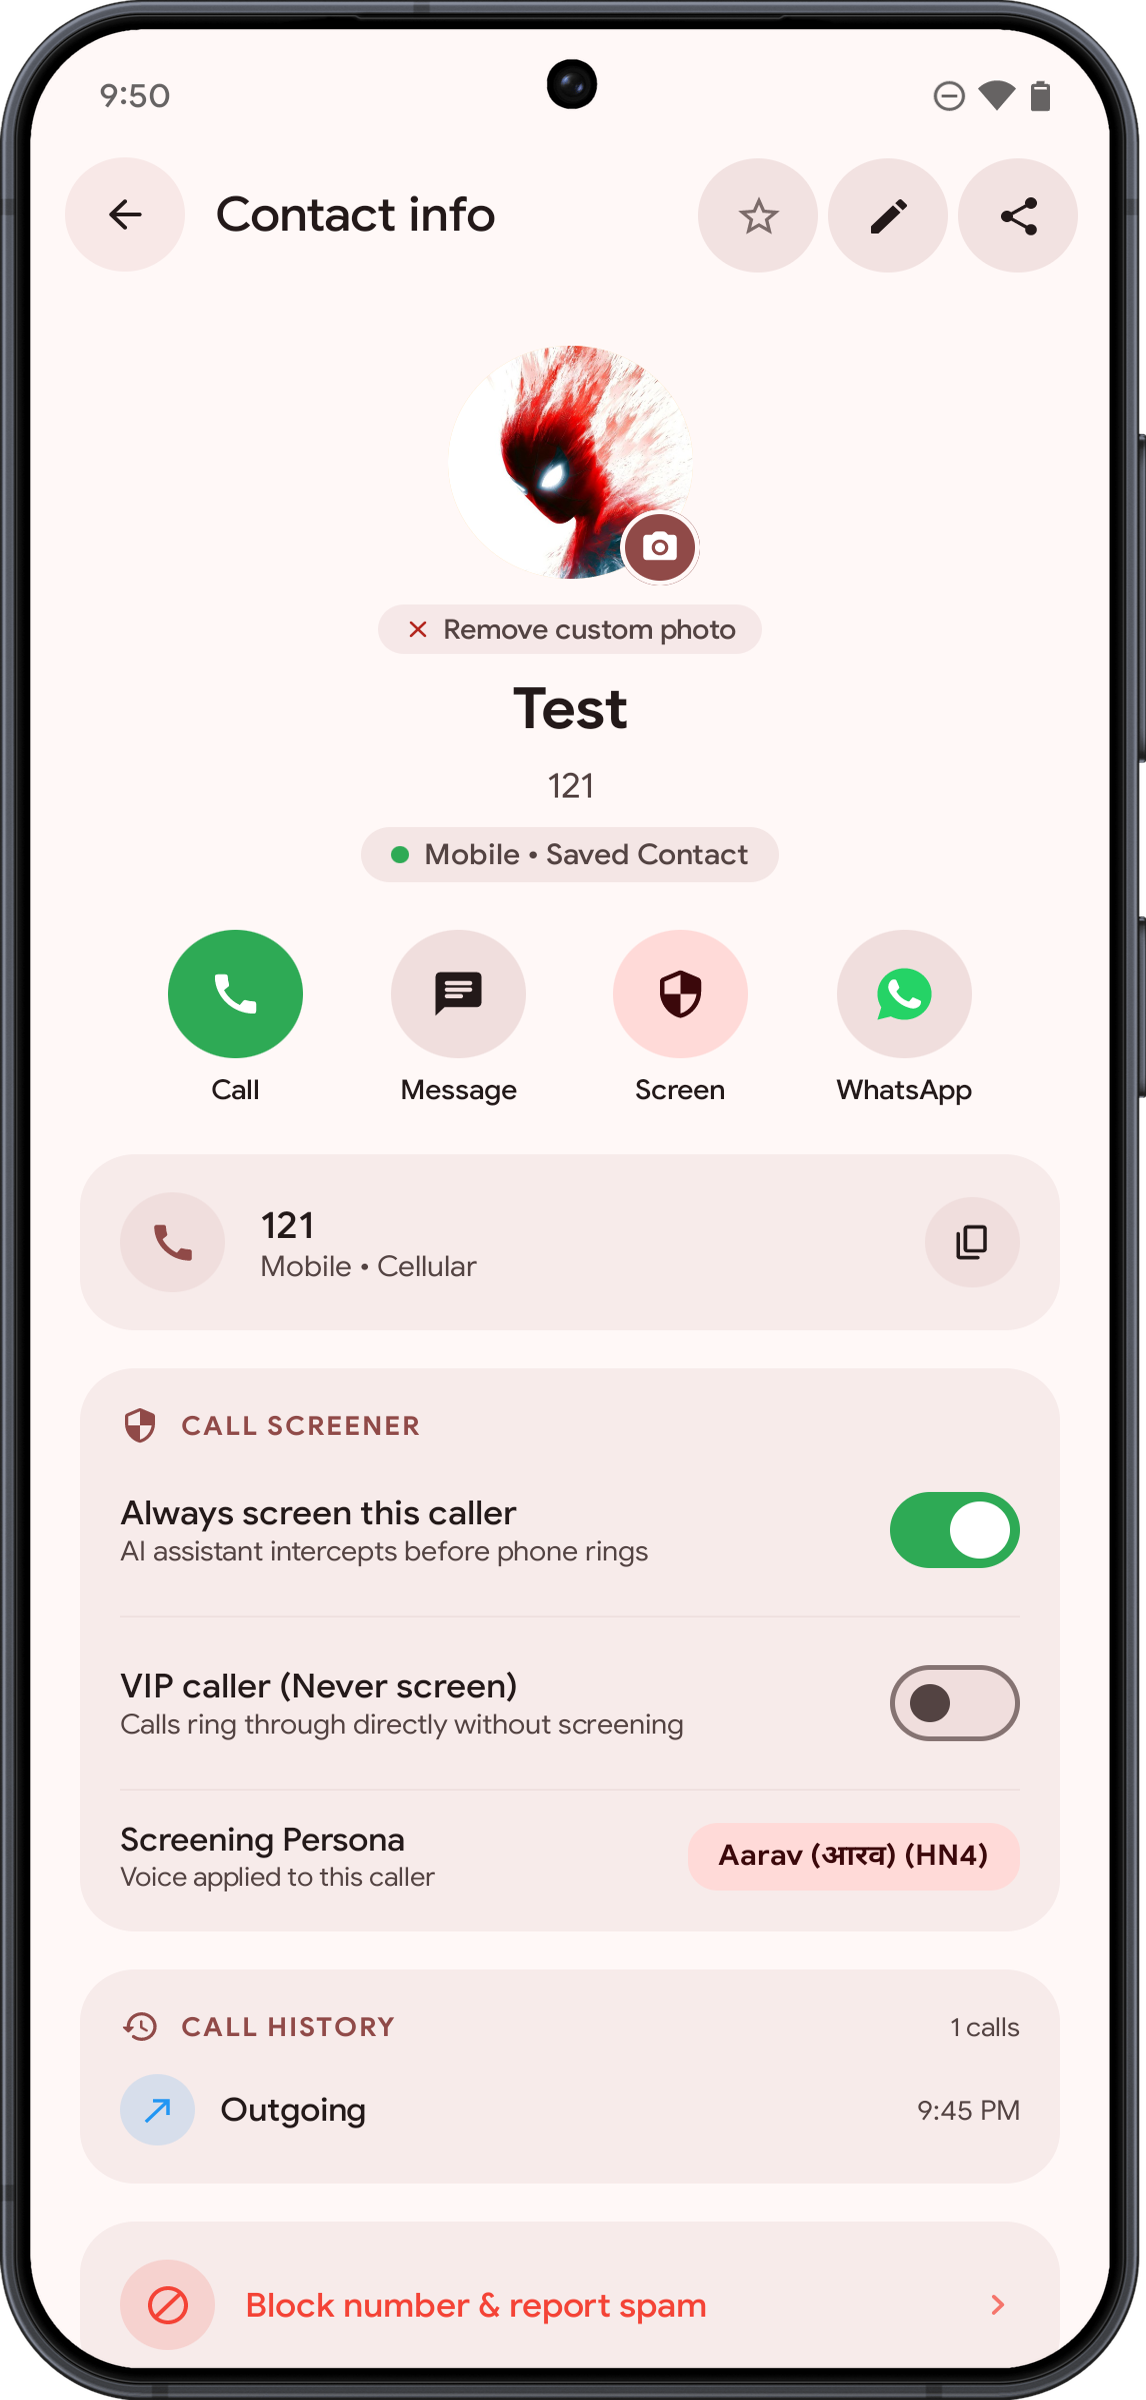 9:50
Contact info
Remove custom photo
Test
121
Mobile • Saved Contact
Call
Message
Screen
WhatsApp
121
Mobile • Cellular
CALL SCREENER
Always screen this caller
AI assistant intercepts before phone rings
VIP caller (Never screen)
Calls ring through directly without screening
Screening Persona
Voice applied to this caller
Aarav (आरव) (HN4)
CALL HISTORY
1 calls
Outgoing
9:45 PM
Block number & report spam